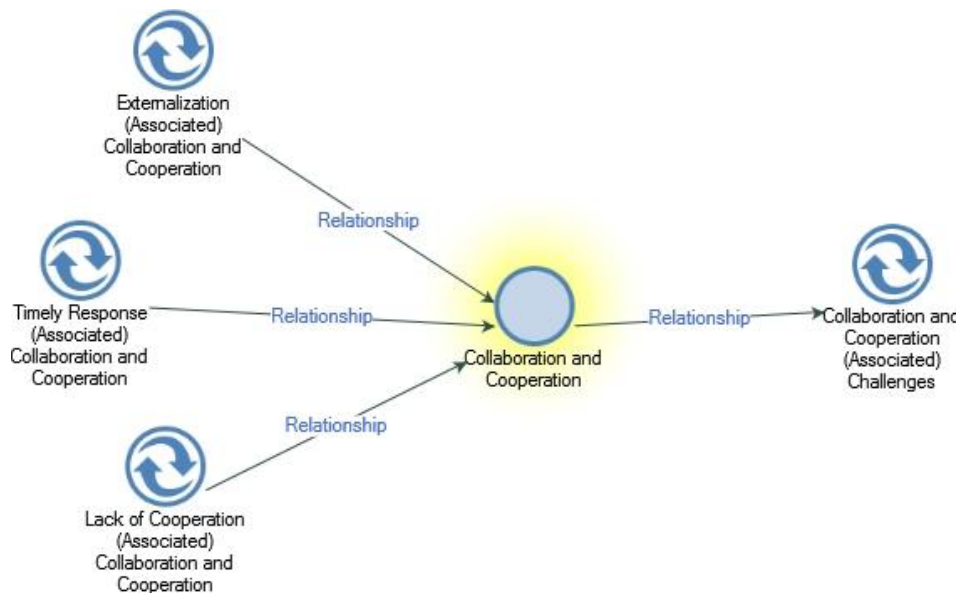 Externalization
(Associated)
Collaboration and
Cooperation
Relationship
Timely Response
(Associated)
Collaboration and
Cooperation
Relationship
Collaboration and
Cooperation
Relationship
Collaboration and
Cooperation
(Associated)
Challenges
Relationship
Lack of Cooperation
(Associated)
Collaboration and
Cooperation